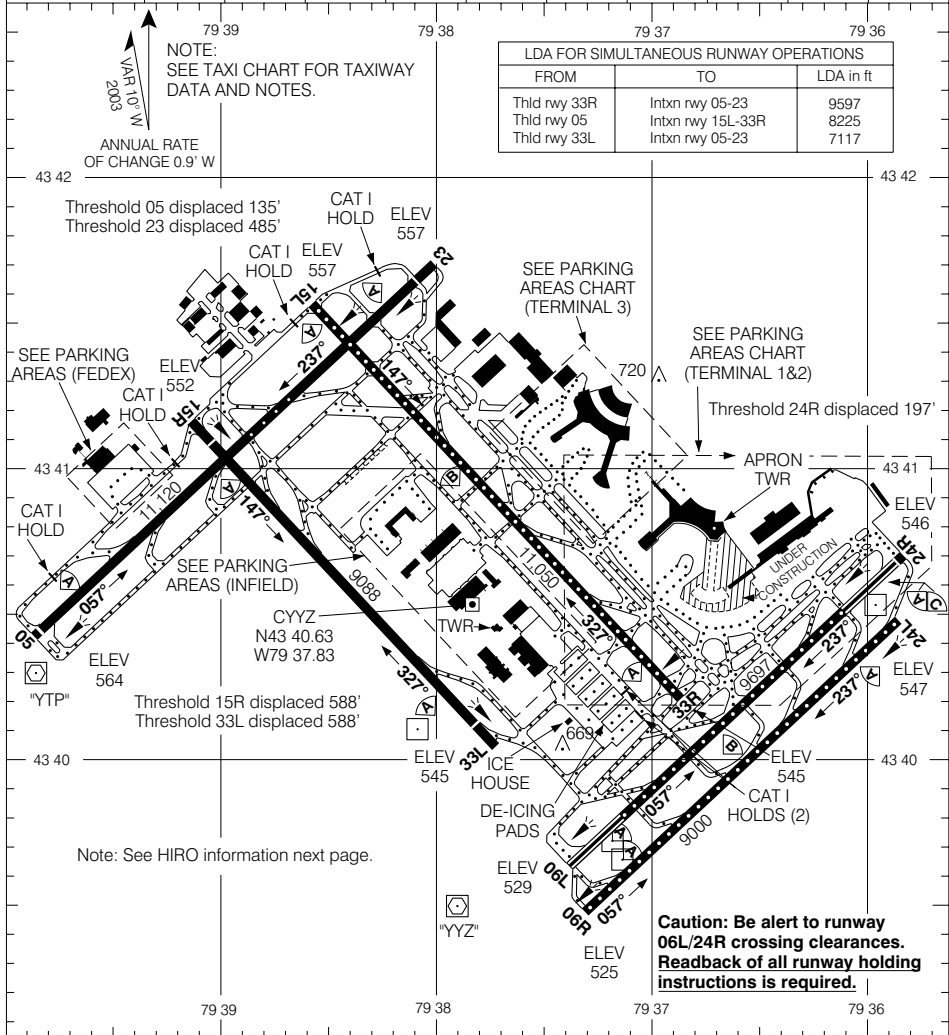 79 39
79 38
79 37
79 36
NOTE:
SEE TAXI CHART FOR TAXIWAY
DATA AND NOTES.
VAR 10° W
2003
ANNUAL RATE
OF CHANGE 0.9' W
LDA FOR SIMULTANEOUS RUNWAY OPERATIONS
FROM TO LDA in ft
Thld rwy 33R Intxn rwy 05-23 9597
Thld rwy 05 Intxn rwy 15L-33R 8225
Thld rwy 33L Intxn rwy 05-23 7117
43 42
43 42
Threshold 05 displaced 135'
Threshold 23 displaced 485'
CAT I
HOLD
ELEV
557
23
CAT I
HOLD
ELEV
557
15L
A
A
SEE PARKING
AREAS CHART
(TERMINAL 3)
SEE PARKING
AREAS CHART
(TERMINAL 1&2)
720
Threshold 24R displaced 197'
SEE PARKING
AREAS (FEDEX)
ELEV
552
CAT I
HOLD
15R
237°
147°
43 41
43 41
APRON
TWR
CAT I
HOLD
11,120
A
147°
B
ELEV
546
24R
A
057°
05
SEE PARKING
AREAS (INFIELD)
9088
11,050
UNDER
CONSTRUCTION
CYYZ
N43 40.63
W79 37.83
TWR
327°
A
C
24L
237°
ELEV
564
"YTP"
ELEV
547
A
237°
9697
A
33R
Threshold 15R displaced 588'
Threshold 33L displaced 588'
327°
A
33L
669
B
43 40
43 40
ELEV
545
ICE
HOUSE
ELEV
545
CAT I
HOLDS (2)
DE-ICING
PADS
057°
9000
A
A
Note: See HIRO information next page.
ELEV
529
06L
06R
057°
"YYZ"
ELEV
525
Caution: Be alert to runway
06L/24R crossing clearances.
Readback of all runway holding
instructions is required.
79 39
79 38
79 37
79 36